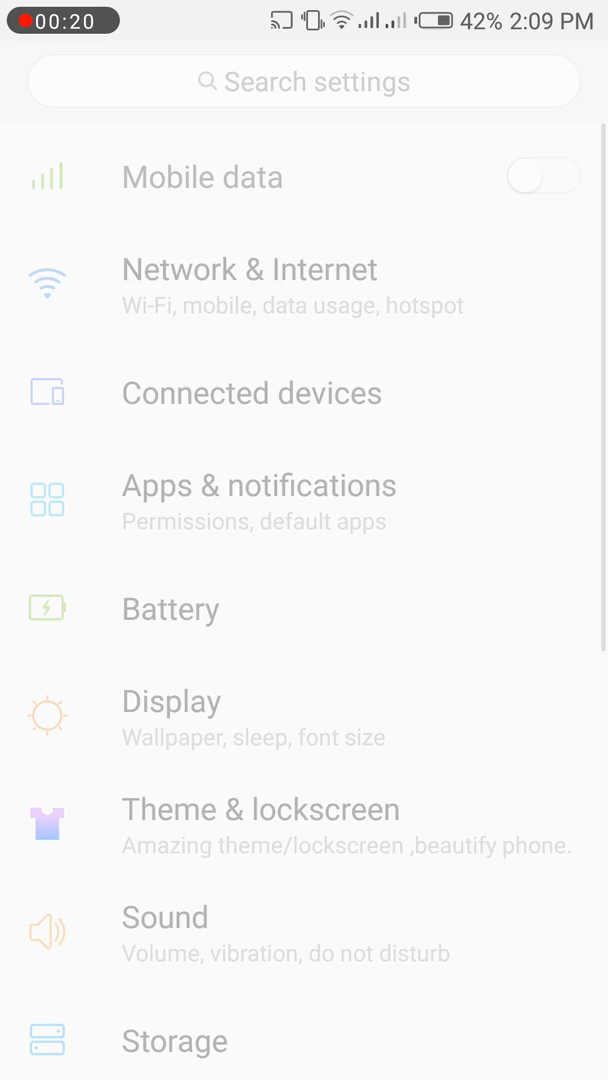 00:20
42% 2:09 PM
Search settings
Mobile data
Network & Internet
Wi-Fi, mobile, data usage, hotspot
Connected devices
Apps & notifications
Permissions, default apps
Battery
Display
Wallpaper, sleep, font size
Theme & lockscreen
Amazing theme/lockscreen ,beautify phone.
Sound
Volume, vibration, do not disturb
Storage